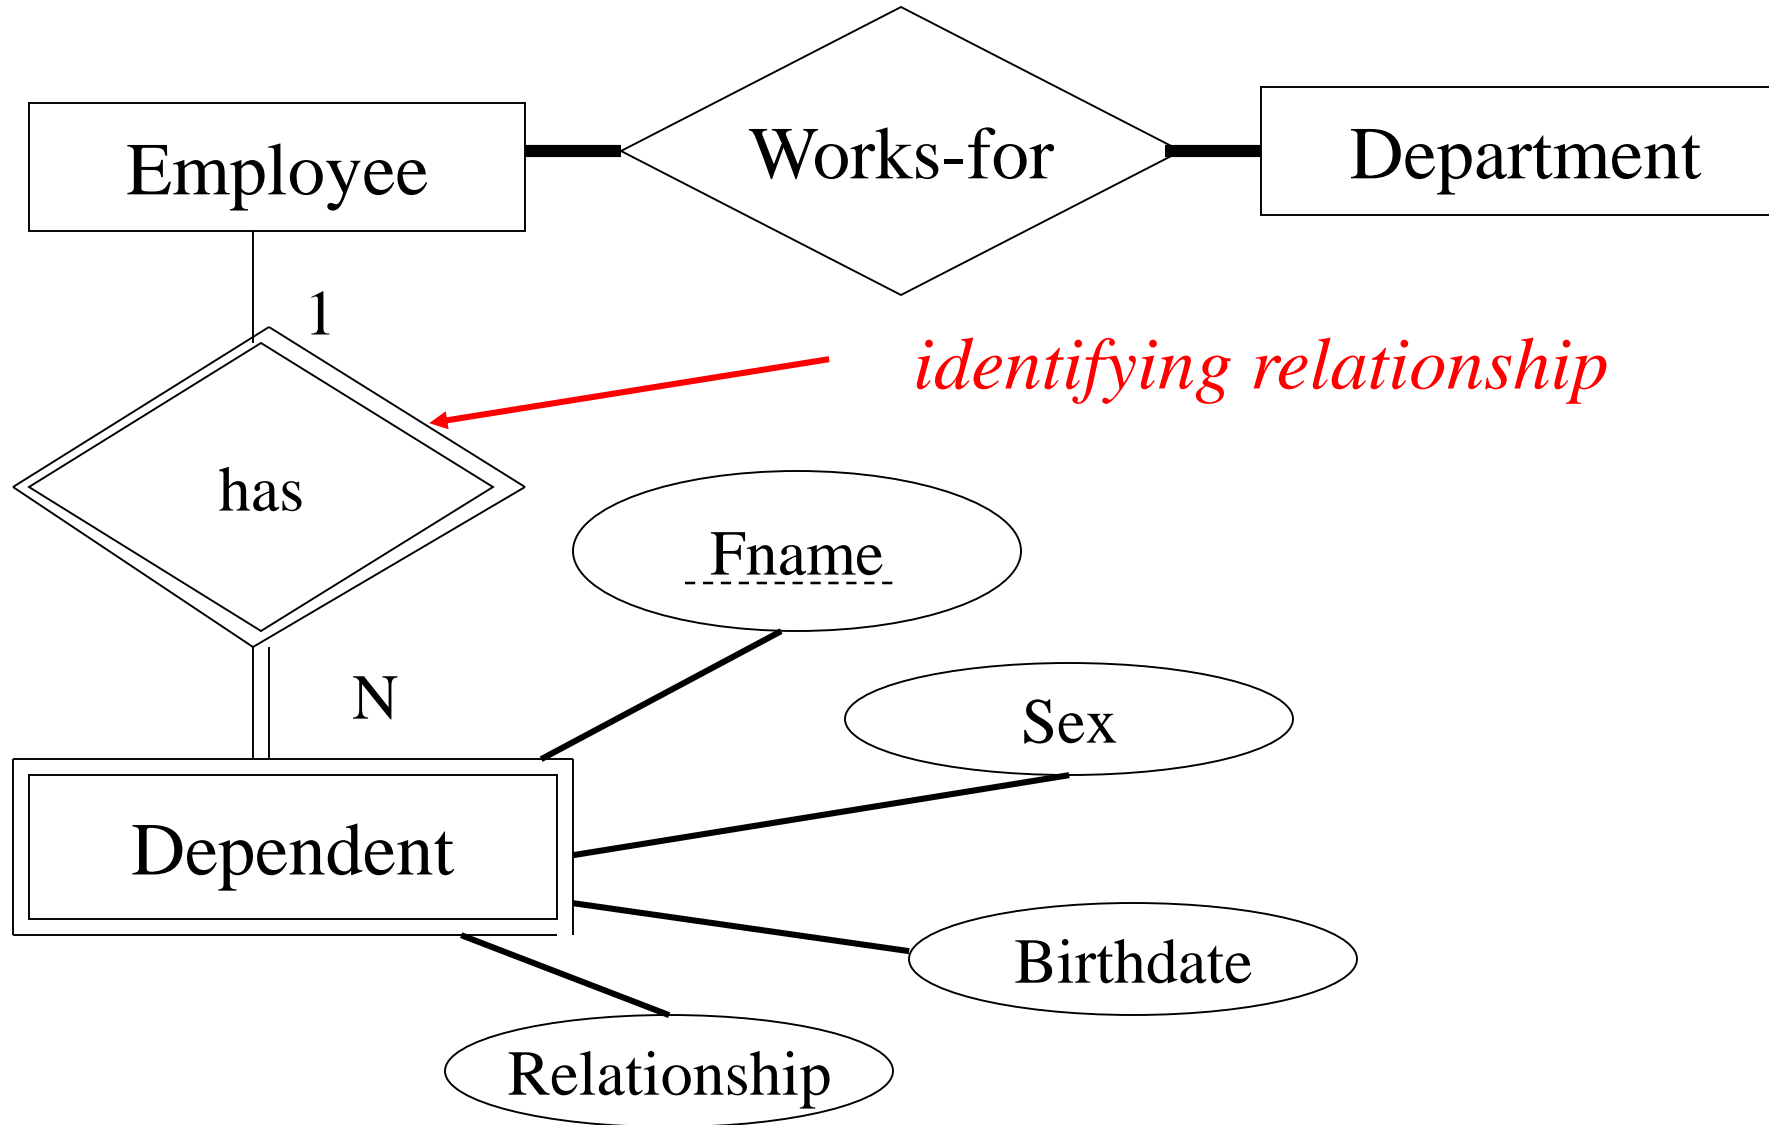 Employee
Works-for
Department
1
identifying relationship
has
Fname
N
Sex
Dependent
Birthdate
Relationship